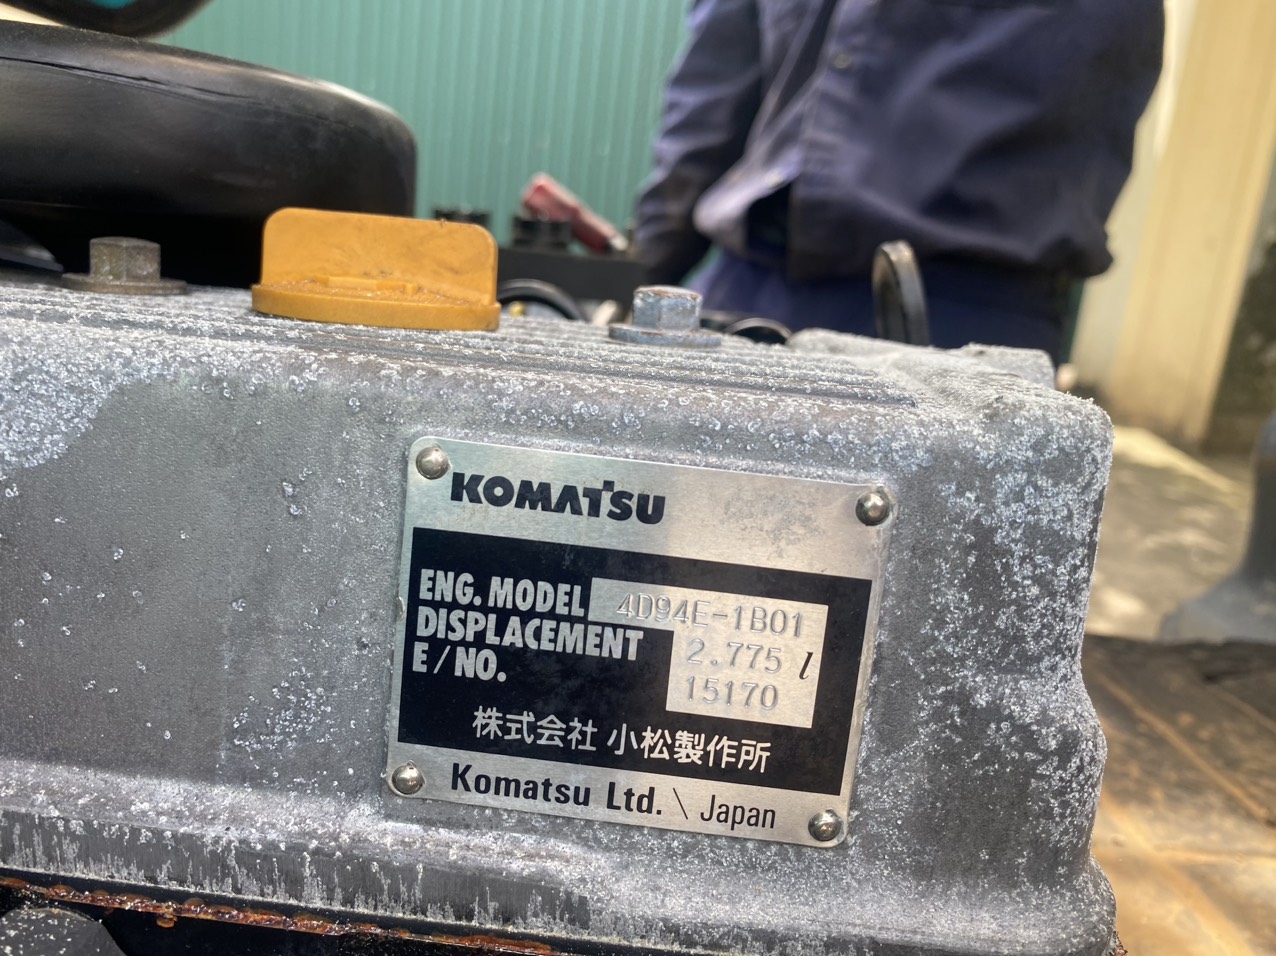 KOMATSU
ENG. MODEL 4D94E-1B01
DISPLACEMENT 2.775 l
E/NO. 15170
株式会社 小松製作所
Komatsu Ltd. \ Japan